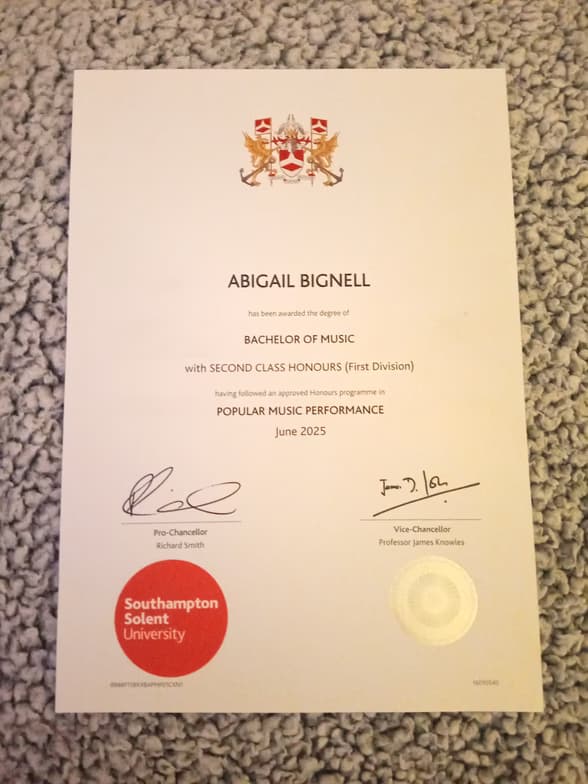 ABIGAIL BIGNELL
has been awarded the degree of
BACHELOR OF MUSIC
with SECOND CLASS HONOURS (First Division)
having followed an approved Honours programme in
POPULAR MUSIC PERFORMANCE
June 2025
Pro-Chancellor
Richard Smith
Vice-Chancellor
Professor James Knowles
Southampton
Solent
University